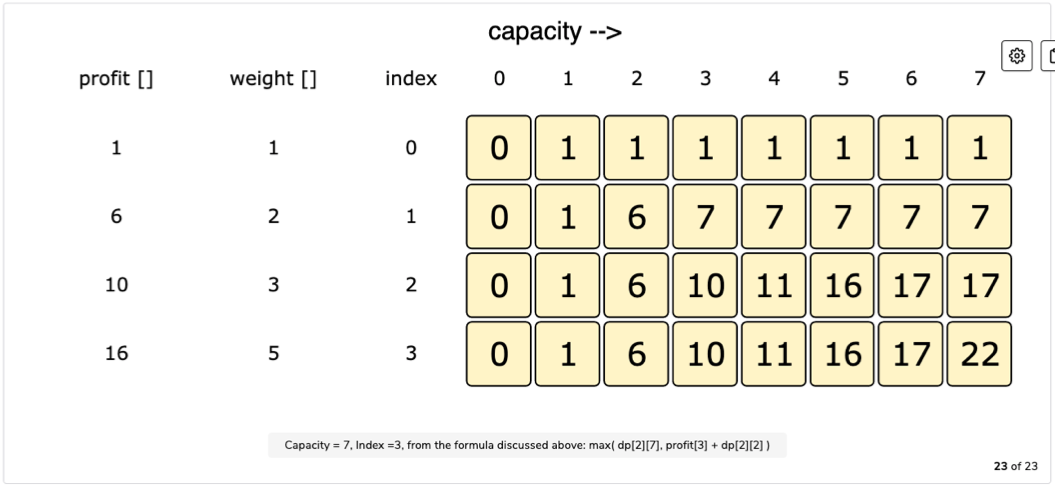 capacity -->
profit [] weight [] index 0 1 2 3 4 5 6 7
1 1 0 0 1 1 1 1 1 1 1
6 2 1 0 1 6 7 7 7 7 7
10 3 2 0 1 6 10 11 16 17 17
16 5 3 0 1 6 10 11 16 17 22
Capacity = 7, Index =3, from the formula discussed above: max( dp[2][7], profit[3] + dp[2][2] )
23 of 23